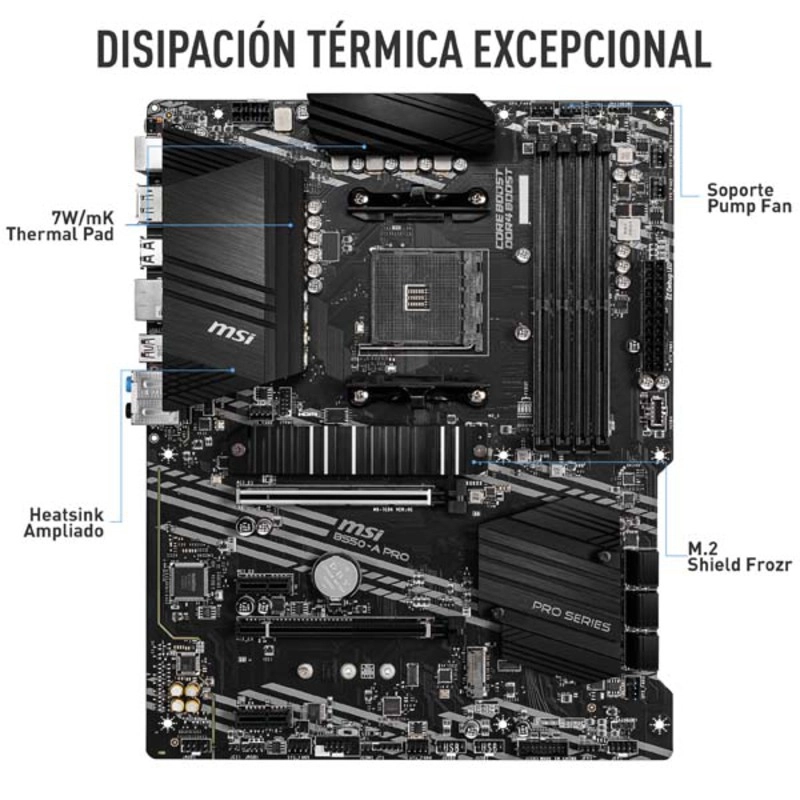 DISIPACIÓN TÉRMICA EXCEPCIONAL
7W/mK
Thermal Pad
Soporte
Pump Fan
CORE BOOST
DDR4 BOOST
msi
Heatsink
Ampliado
M.2
Shield Frozr
msi
B550-A PRO
PRO SERIES